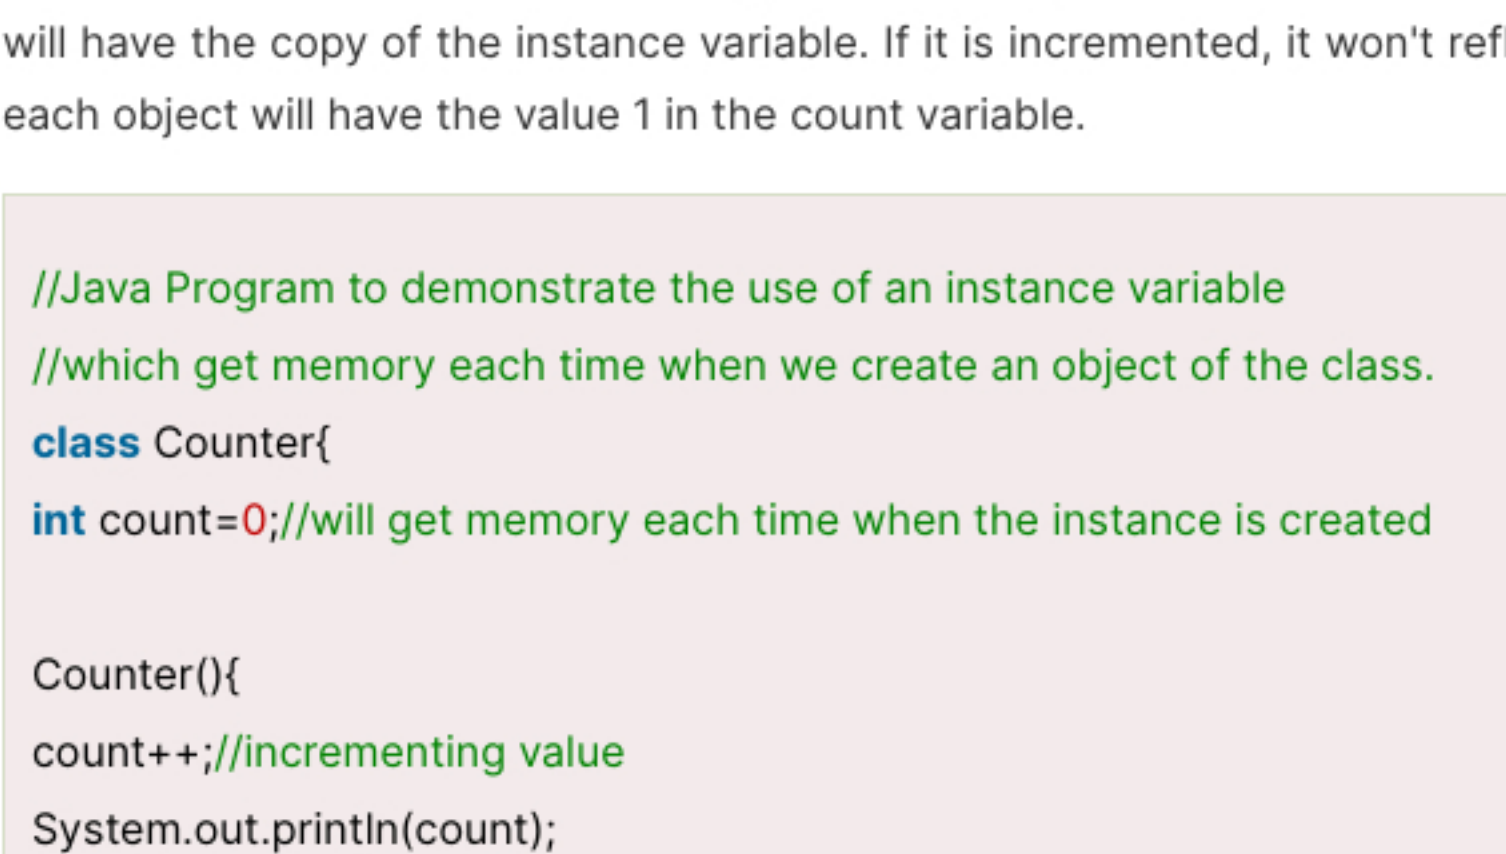 will have the copy of the instance variable. If it is incremented, it won't
each object will have the value 1 in the count variable.
//Java Program to demonstrate the use of an instance variable
//which get memory each time when we create an object of the class.
class Counter{
int count=0;//will get memory each time when the instance is created
Counter(){
count++;//incrementing value
System.out.println(count);